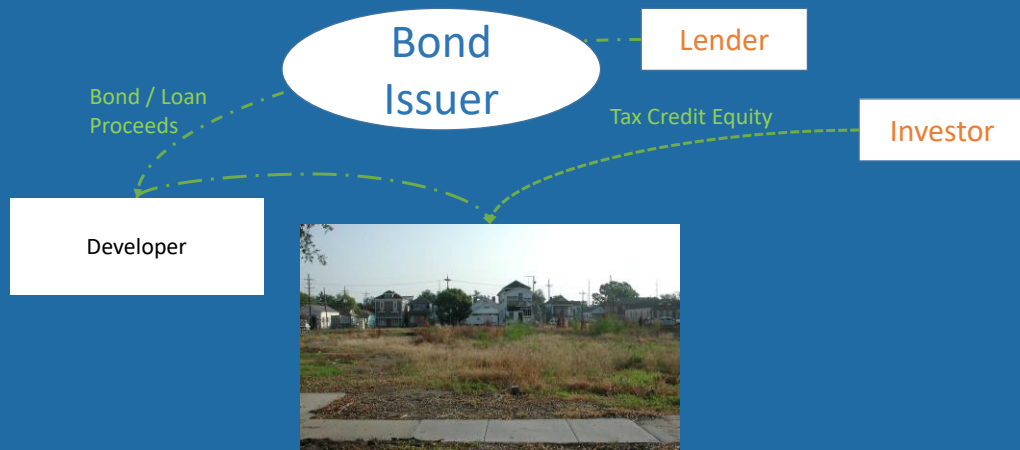 Bond
Issuer
Lender
Bond / Loan
Proceeds
Tax Credit Equity
Investor
Developer